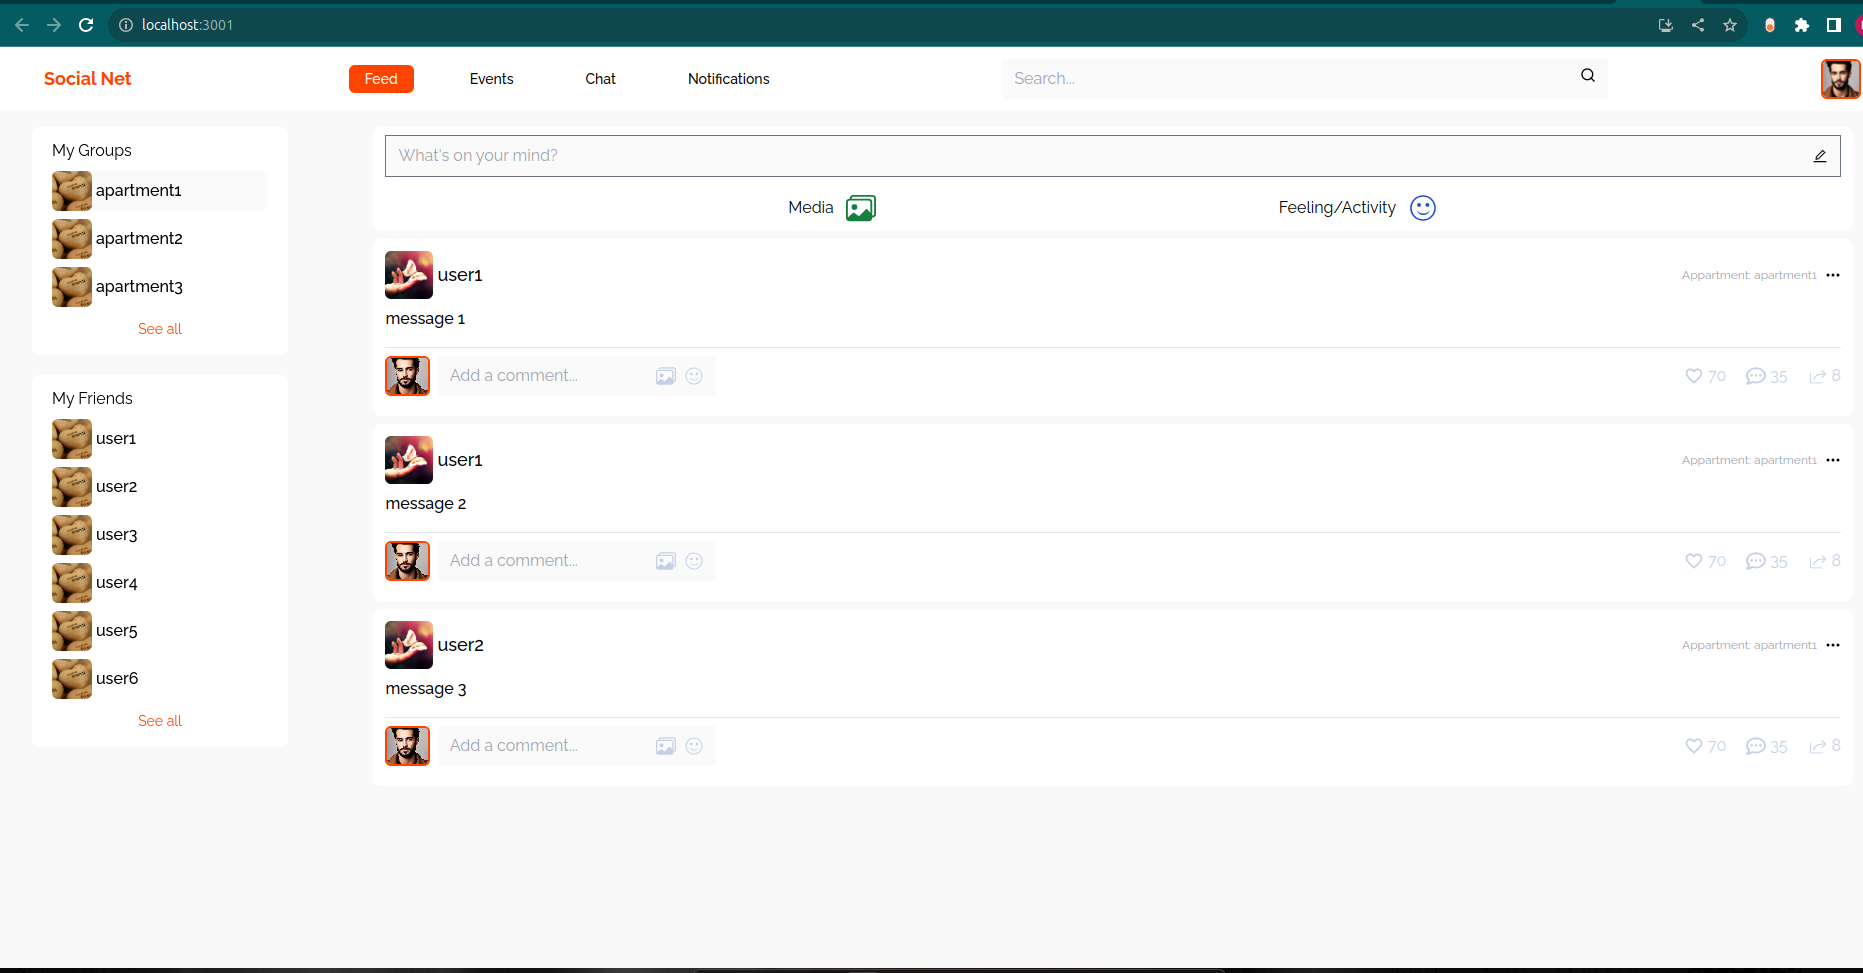 localhost:3001
Social Net
Feed Events Chat Notifications
Search...
My Groups
apartment1
apartment2
apartment3
See all
My Friends
user1
user2
user3
user4
user5
user6
See all
What's on your mind?
Media Feeling/Activity
user1 Appartment: apartment1
message 1
Add a comment... 70 35 8
user1 Appartment: apartment1
message 2
Add a comment... 70 35 8
user2 Appartment: apartment1
message 3
Add a comment... 70 35 8